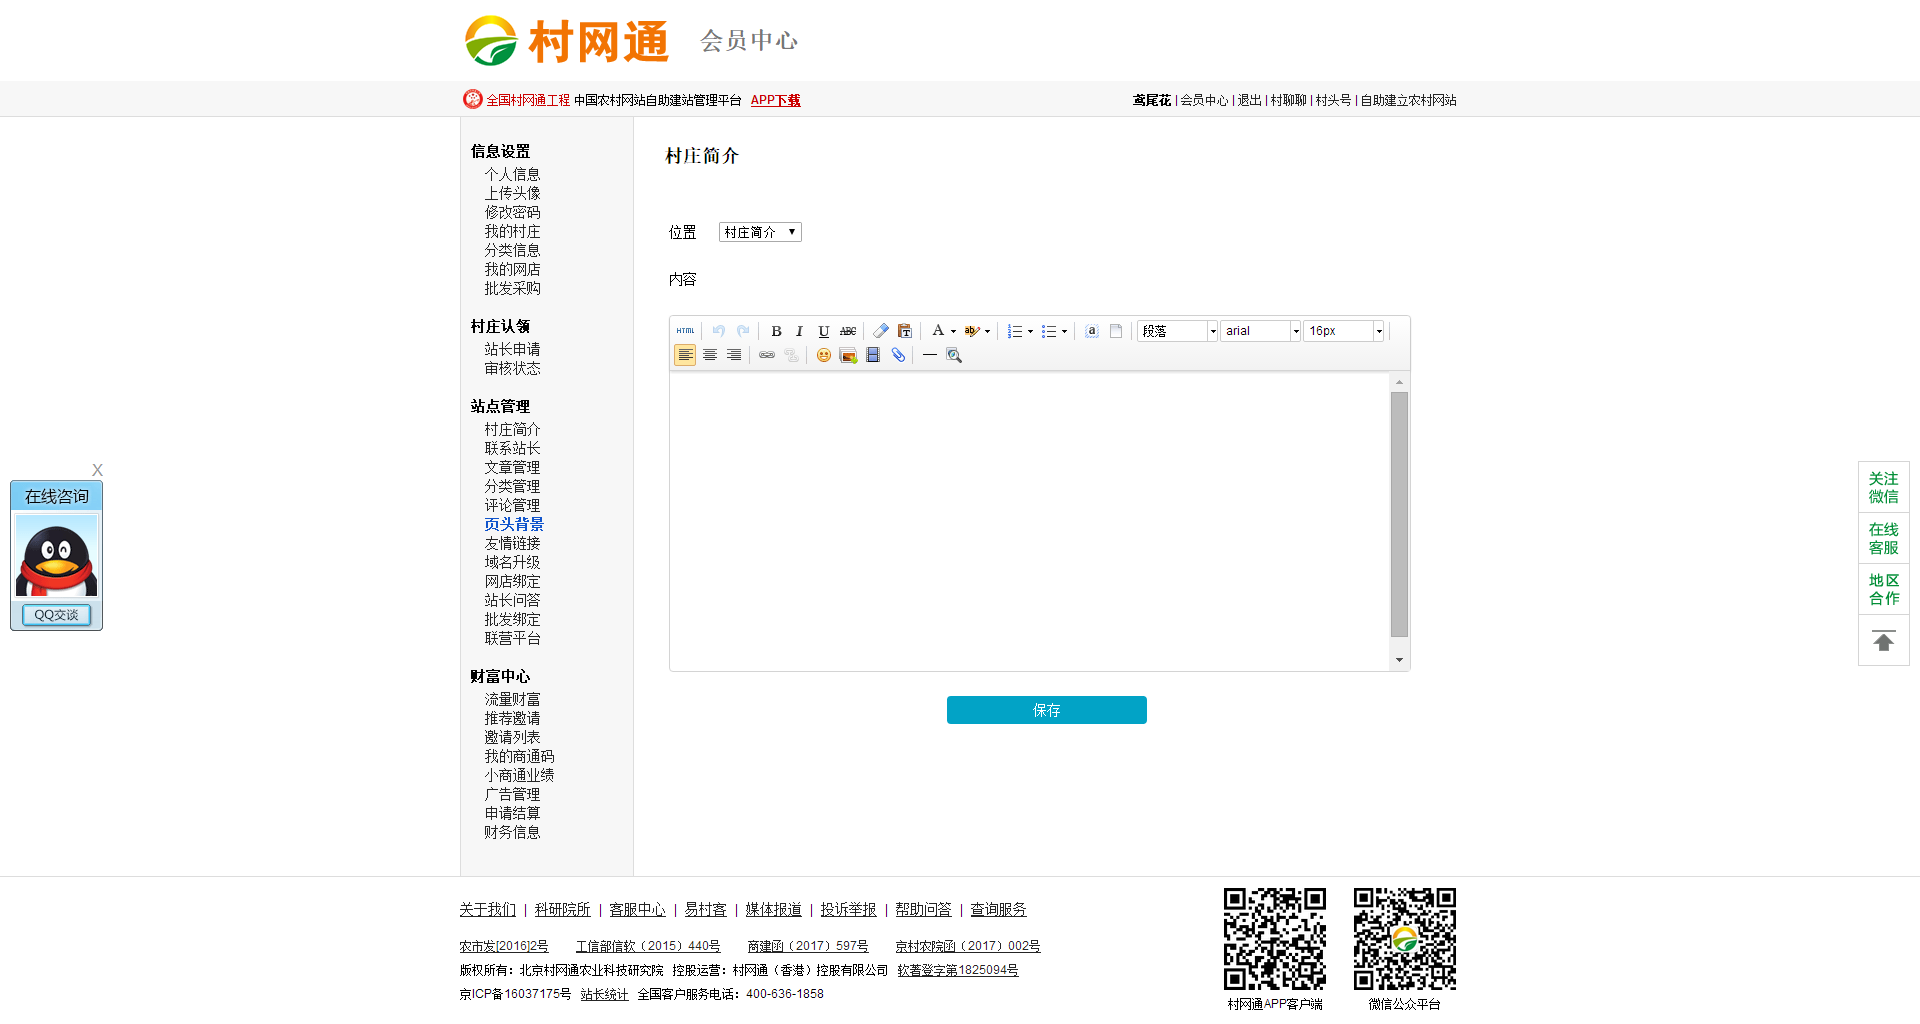 村网通 会员中心
全国村网通工程 中国农村网站自助建站管理平台 APP下载
鸢尾花 | 会员中心 | 退出 | 村聊聊 | 村头号 | 自助建立农村网站
信息设置
个人信息
上传头像
修改密码
我的村庄
分类信息
我的网店
批发采购
村庄认领
站长申请
审核状态
站点管理
村庄简介
联系站长
文章管理
分类管理
评论管理
页头背景
友情链接
域名升级
网店绑定
站长问答
批发绑定
联营平台
财富中心
流量财富
推荐邀请
邀请列表
我的商通码
小商通业绩
广告管理
申请结算
财务信息
村庄简介
位置 村庄简介
内容
HTML B I U ABC A ab 段落 arial 16px
保存
X
在线咨询
QQ交谈
关注
微信
在线
客服
地区
合作
关于我们 | 科研院所 | 客服中心 | 易村客 | 媒体报道 | 投诉举报 | 帮助问答 | 查询服务
农市发[2016]2号 工信部信软（2015）440号 商建函（2017）597号 京村农院函（2017）002号
版权所有：北京村网通农业科技研究院 控股运营：村网通（香港）控股有限公司 软著登字第1825094号
京ICP备16037175号 站长统计 全国客户服务电话：400-636-1858
村网通APP客户端
微信公众平台